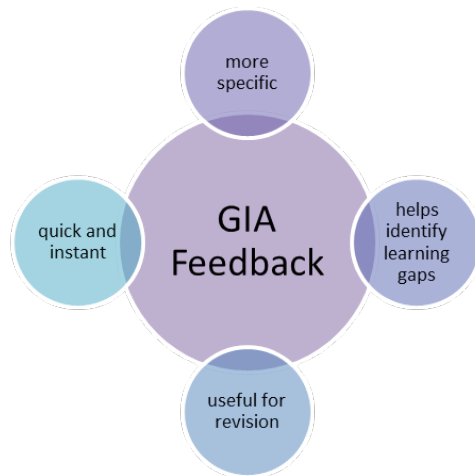 more
specific
GIA
Feedback
quick and
instant
helps
identify
learning
gaps
useful for
revision